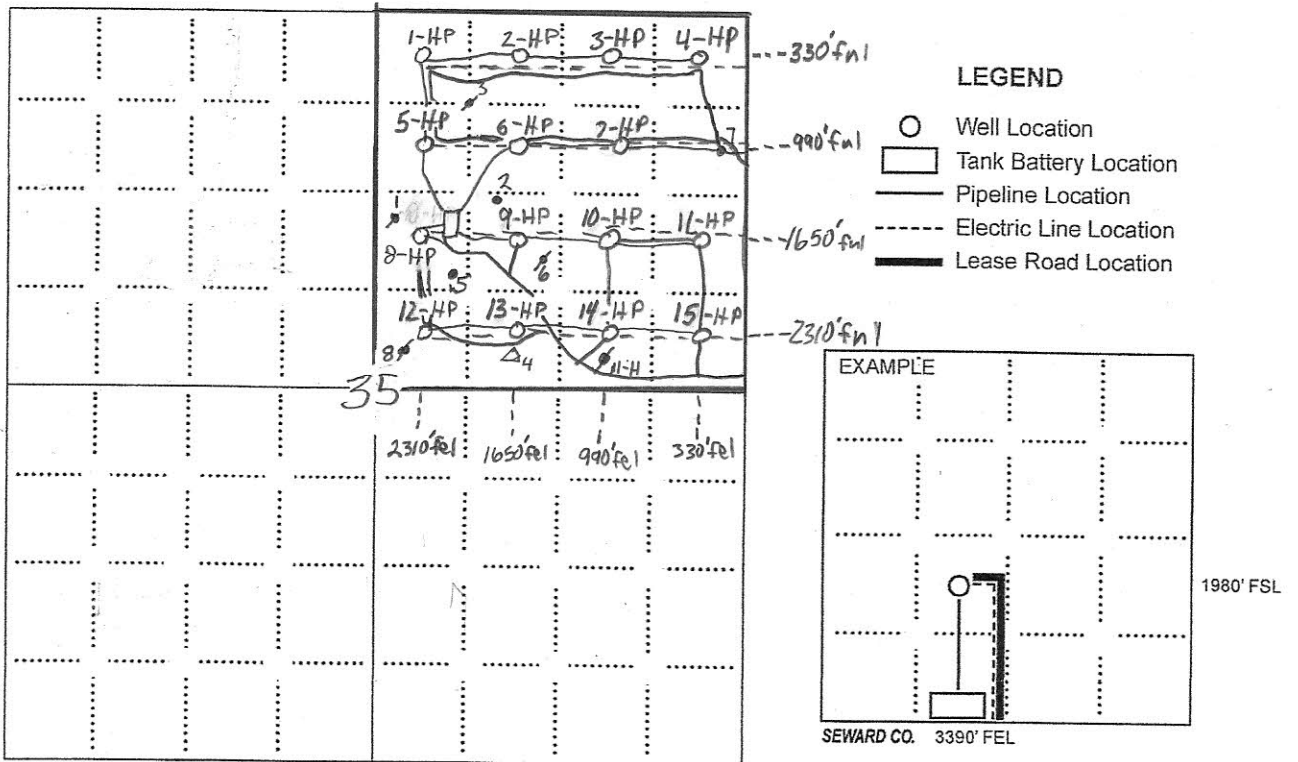 1-HP 2-HP 3-HP 4-HP
330'fnl
3
5-HP 6-HP 7-HP 7
990'fnl
1 2
9-HP 10-HP 11-HP
1650'fnl
8-HP
5 6
12-HP 13-HP 14-HP 15-HP
2310'fnl
8 4 11-H
35
2310'fel 1650'fel 990'fel 330'fel
LEGEND
Well Location
Tank Battery Location
Pipeline Location
Electric Line Location
Lease Road Location
EXAMPLE
1980' FSL
SEWARD CO. 3390' FEL